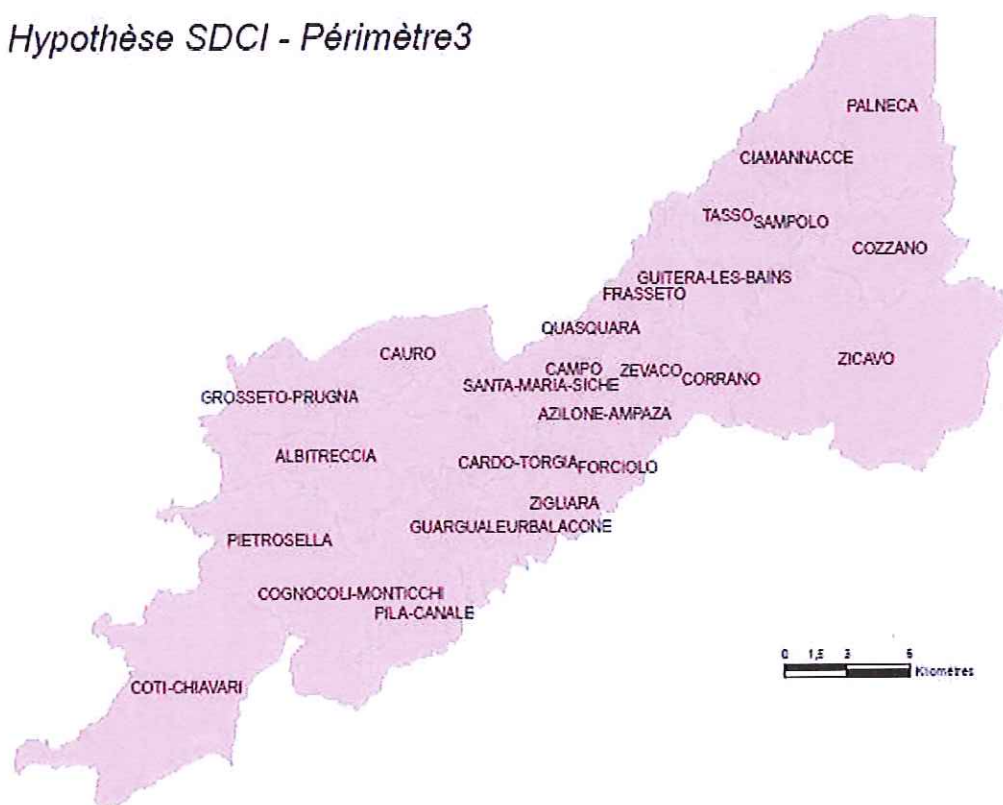 Hypothèse SDCI - Périmètre3
PALNECA
CIAMANNACCE
TASSO
SAMPOLO
COZZANO
GUITERA-LES-BAINS
FRASSETO
QUASQUARA
CAURO
ZICAVO
CAMPO
ZEVACO
CORRANO
SANTA-MARIA-SICHE
GROSSETO-PRUGNA
AZILONE-AMPAZA
ALBITRECCIA
CARDO-TORGIA
FORCIOLO
ZIGLIARA
GUARGUALE
URBALACONE
PIETROSELLA
COGNOCOLI-MONTICCHI
PILA-CANALE
COTI-CHIAVARI
0 1,5 3 6
Kilomètres